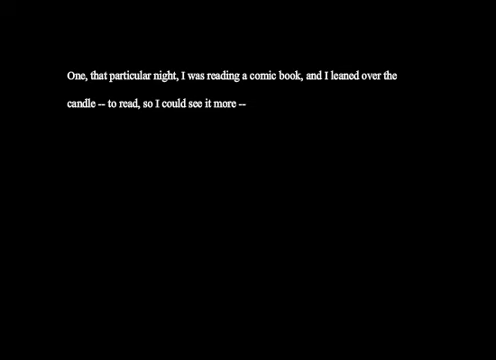 One, that particular night, I was reading a comic book, and I leaned over the
candle -- to read, so I could see it more --